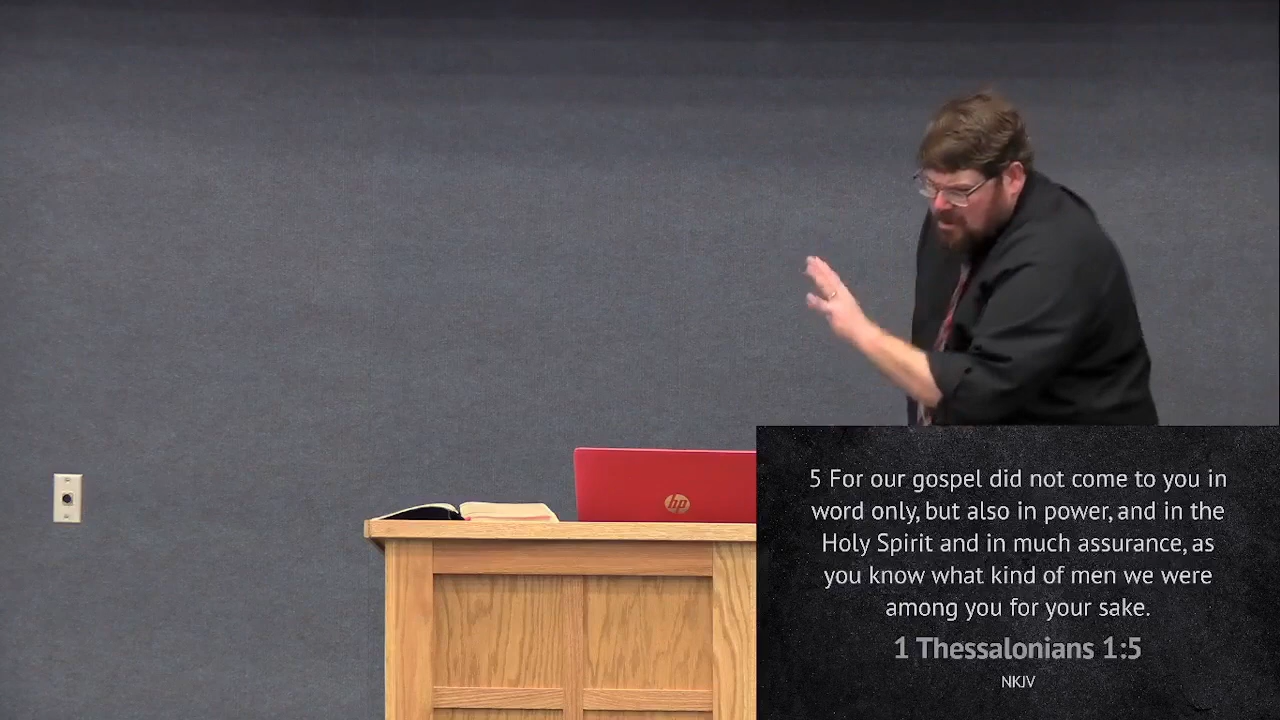 hp
5 For our gospel did not come to you in
word only, but also in power, and in the
Holy Spirit and in much assurance, as
you know what kind of men we were
among you for your sake.
1 Thessalonians 1:5
NKJV